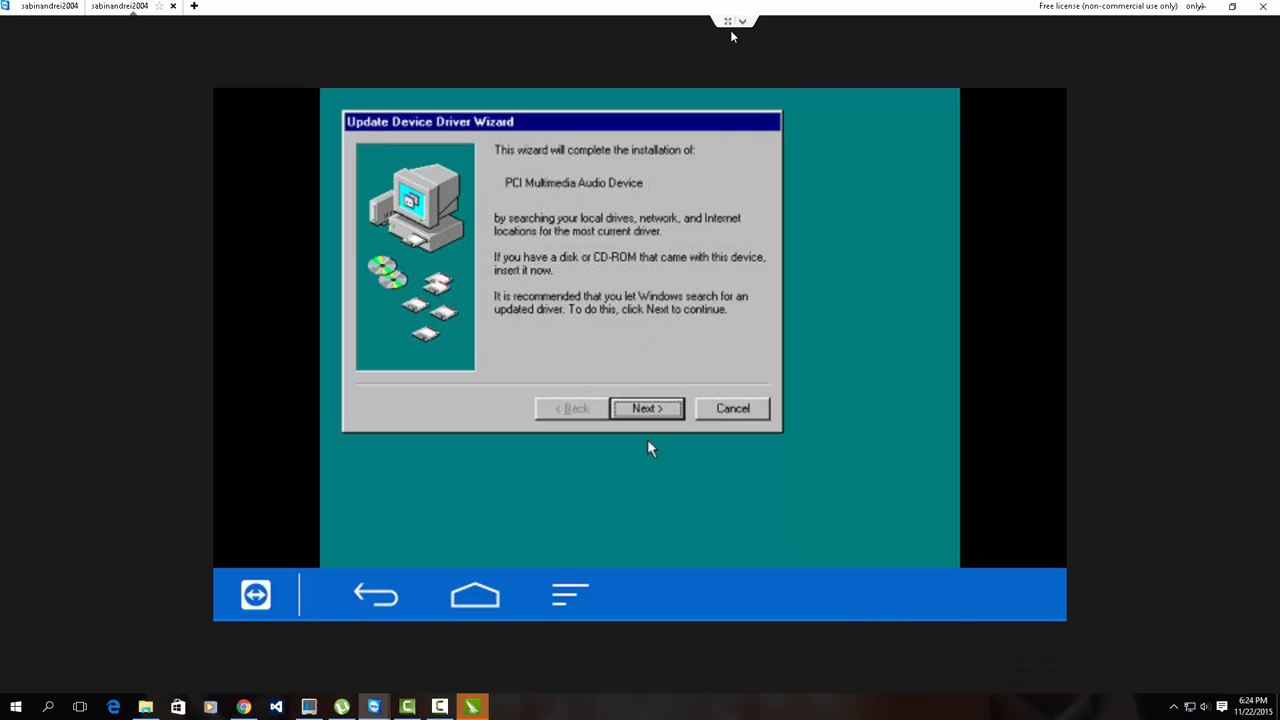 sabinandrei2004
sabinandrei2004
Free license (non-commercial use only)
only)
Update Device Driver Wizard
This wizard will complete the installation of:
PCI Multimedia Audio Device
by searching your local drives, network, and Internet
locations for the most current driver.
If you have a disk or CD-ROM that came with this device,
insert it now.
It is recommended that you let Windows search for an
updated driver. To do this, click Next to continue.
< Back
Next >
Cancel
6:24 PM
11/22/2015